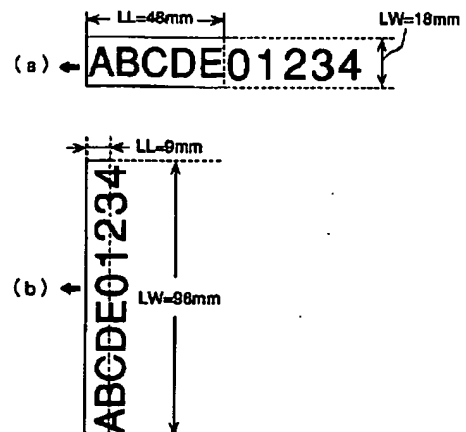 LL=48mm
LW=18mm
(a) ABCDE01234
LL=9mm
(b) ABCDE01234
LW=96mm